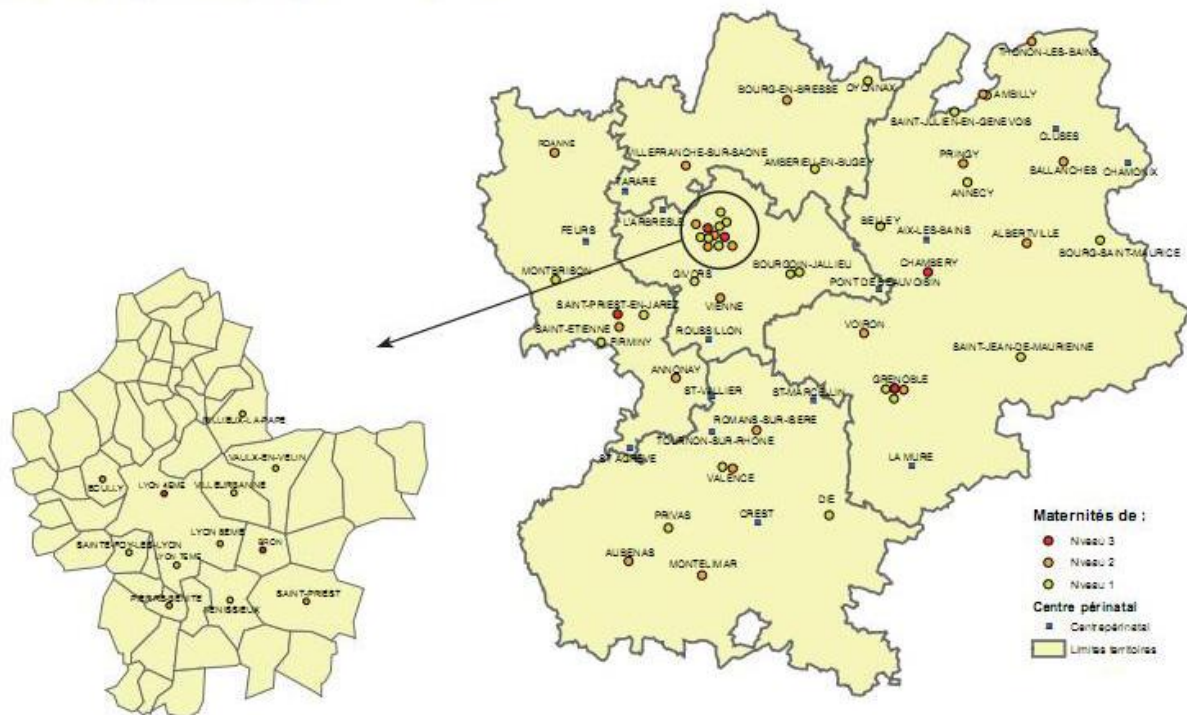 THONON-LES-BAINS
OYONNAX
BOURG-EN-BRESSE
AMBILLY
SAINT-JULIEN-EN-GENEVOIS
CLUSES
ROANNE
VILLEFRANCHE-SUR-SAONE
AMBERIEU-EN-BUGEY
PRINGY
SALLANCHES
CHAMONIX
TARARE
ANNECY
L'ARBRESLE
BELLEY
FEURS
AIX-LES-BAINS
ALBERTVILLE
BOURG-SAINT-MAURICE
MONTBRISON
GIVORS
BOURGOIN-JALLIEU
CHAMBERY
PONT DE BEAUVOISIN
SAINT-PRIEST-EN-JAREZ
VIENNE
SAINT-ETIENNE
ROUSSILLON
VOIRON
FIRMINY
SAINT-JEAN-DE-MAURIENNE
ANNONAY
GRENOBLE
ST-VALLIER
ST-MARCELLIN
ROMANS-SUR-ISERE
TOURNON-SUR-RHÔNE
ST AGREVE
LA MURE
VALENCE
DIE
PRIVAS
CREST
AUBENAS
MONTELIMAR
RILLIEUX-LA-PAPE
VAULX-EN-VELIN
ECULLY
LYON 4EME
VILLEURBANNE
LYON 8EME
BRON
SAINTE-FOY-LES-LYON
LYON 7EME
PIERRE-BENITE
VENISSIEUX
SAINT-PRIEST
Maternités de :
Niveau 3
Niveau 2
Niveau 1
Centre périnatal
Centre périnatal
Limites territoires